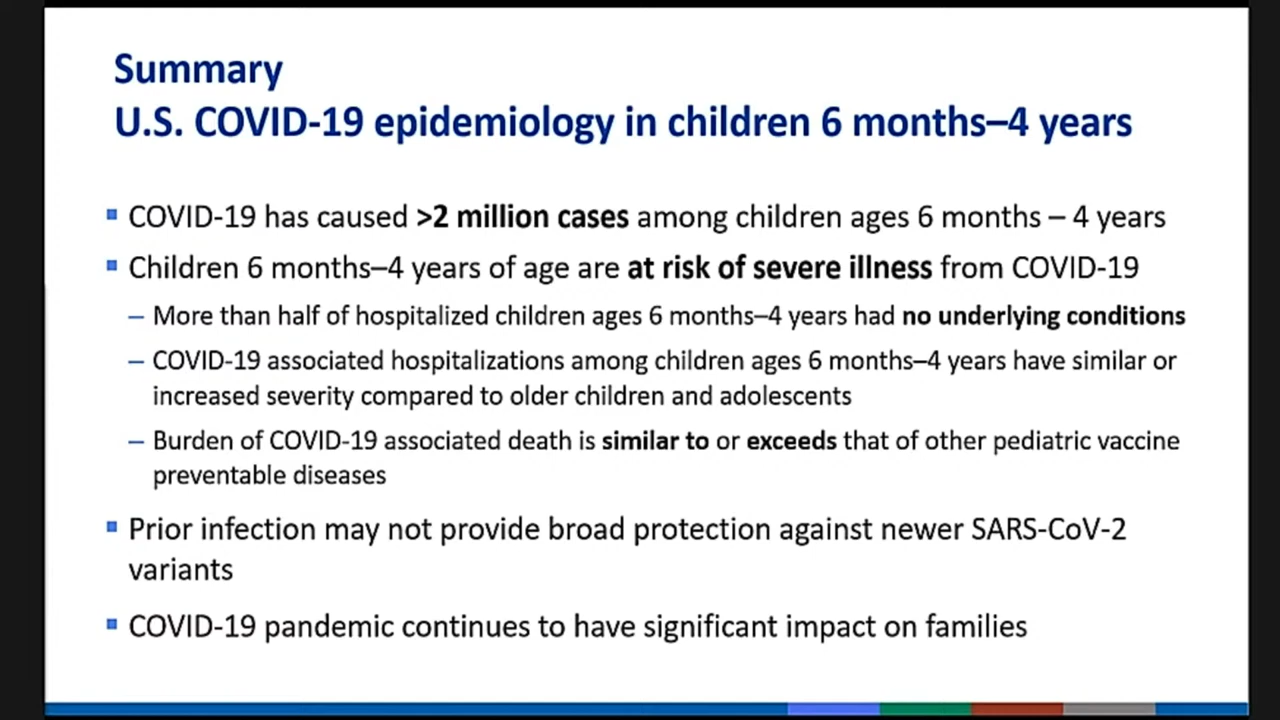 Summary
U.S. COVID-19 epidemiology in children 6 months–4 years
▪ COVID-19 has caused >2 million cases among children ages 6 months – 4 years
▪ Children 6 months–4 years of age are at risk of severe illness from COVID-19
– More than half of hospitalized children ages 6 months–4 years had no underlying conditions
– COVID-19 associated hospitalizations among children ages 6 months–4 years have similar or
increased severity compared to older children and adolescents
– Burden of COVID-19 associated death is similar to or exceeds that of other pediatric vaccine
preventable diseases
▪ Prior infection may not provide broad protection against newer SARS-CoV-2
variants
▪ COVID-19 pandemic continues to have significant impact on families